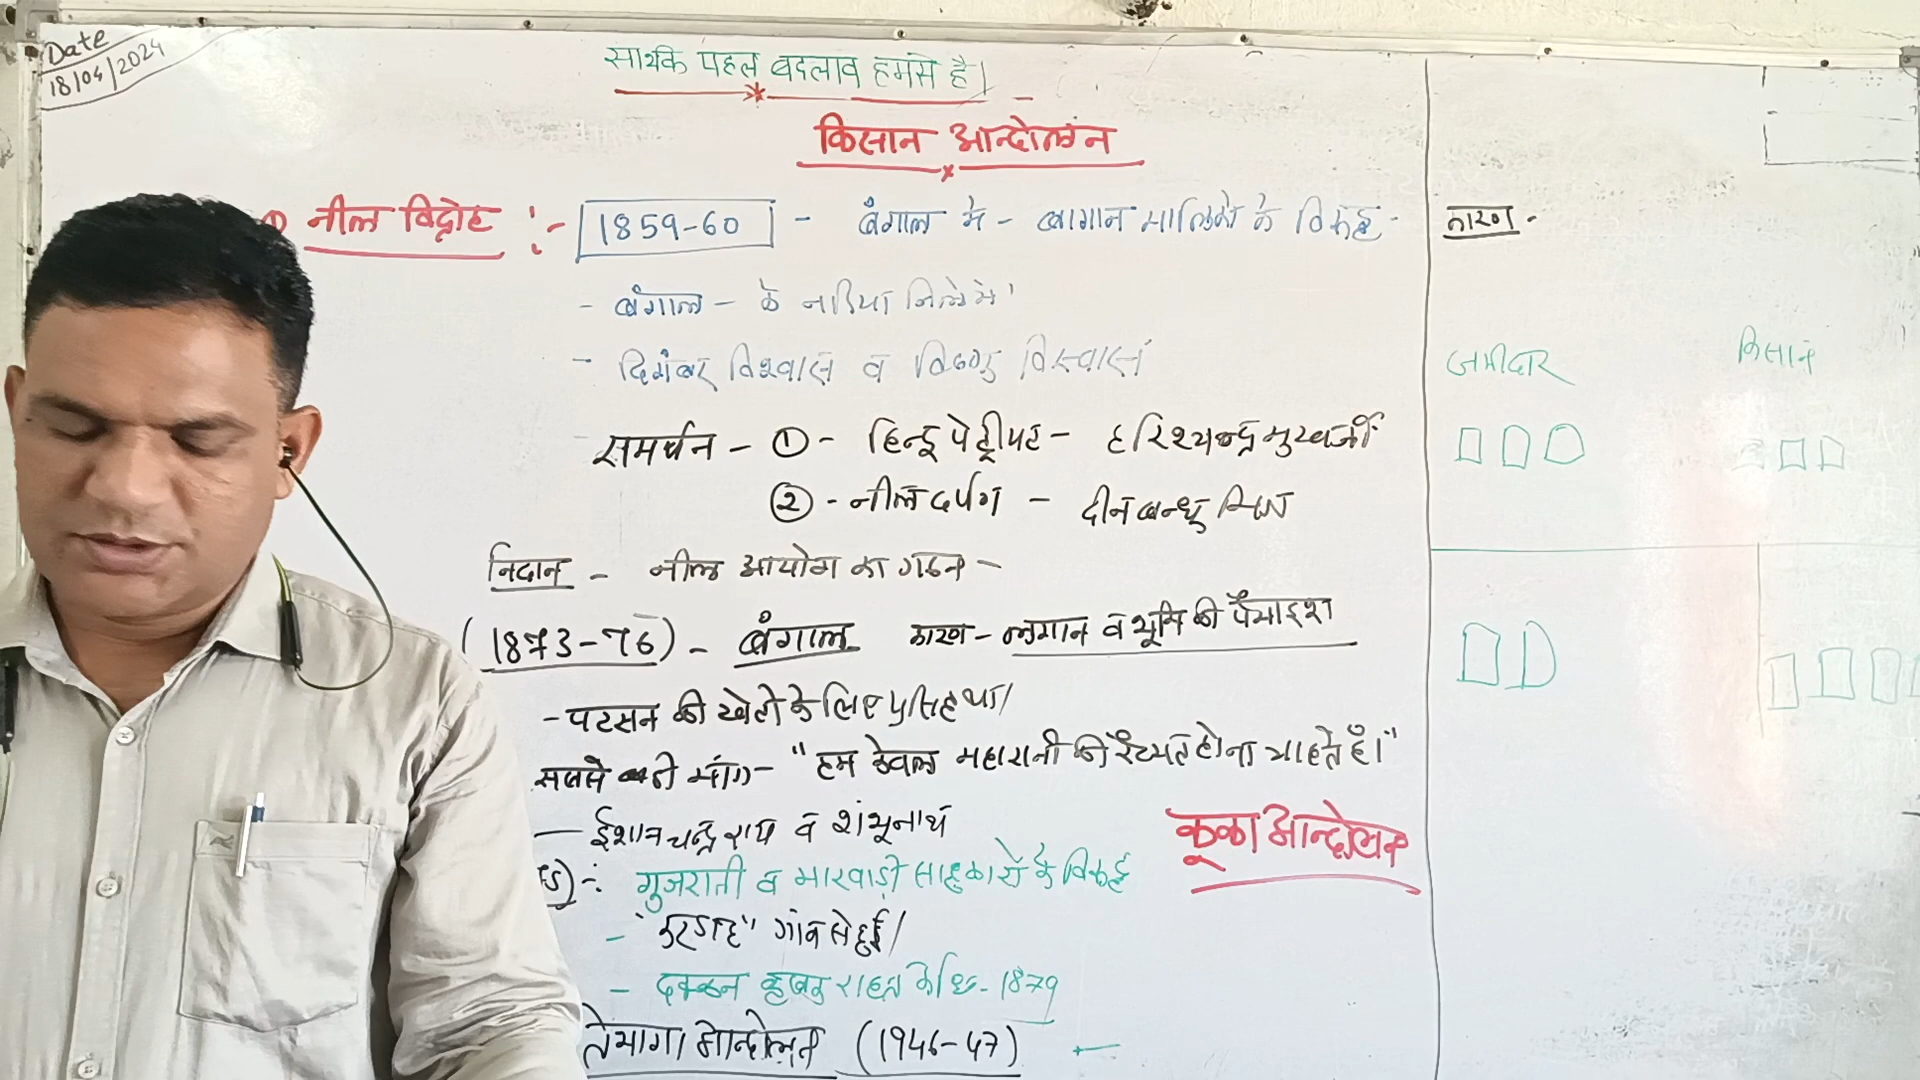 Date
18/04/2024
सार्थक पहल बदलाव हमसे है।
किसान आन्दोलन
① नील विद्रोह :- 1859-60 - बंगाल में - बागान मालिकों के विरुद्ध -
- बंगाल - के नदिया जिले में'
- दिगंबर विश्वास व विष्णु विस्वास
समर्थन - ① - हिन्दू पेट्रीयट - हरिश्चन्द्र मुखर्जी
② - नील दर्पण - दीनबन्धु मित्र
निदान - नील आयोग का गठन -
(1873-76) - बंगाल कारण - लगान व भूमि की पैमाइश
- पटसन की खेती के लिए प्रसिद्ध था।
सबसे बड़ी मांग - "हम केवल महारानी की रैय्यत होना चाहते हैं।"
— ईशान चन्द्र राय व शंभूनाथ
) -: गुजराती व मारवाड़ी साहूकारों के विरुद्ध
- "करडाह" गांव से हुई।
- दक्कन कृषक राहत अधि- 1879
तेभागा आन्दोलन (1946-47)
कूका आन्दोलन
कारण -
जमीदार किसान